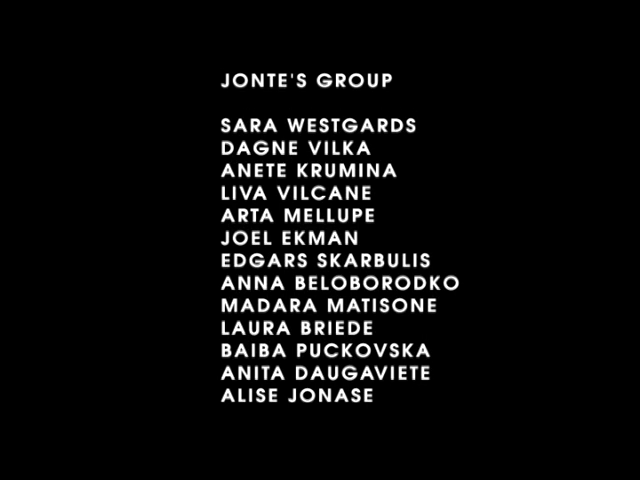 JONTE'S GROUP
SARA WESTGARDS
DAGNE VILKA
ANETE KRUMINA
LIVA VILCANE
ARTA MELLUPE
JOEL EKMAN
EDGARS SKARBULIS
ANNA BELOBORODKO
MADARA MATISONE
LAURA BRIEDE
BAIBA PUCKOVSKA
ANITA DAUGAVIETE
ALISE JONASE